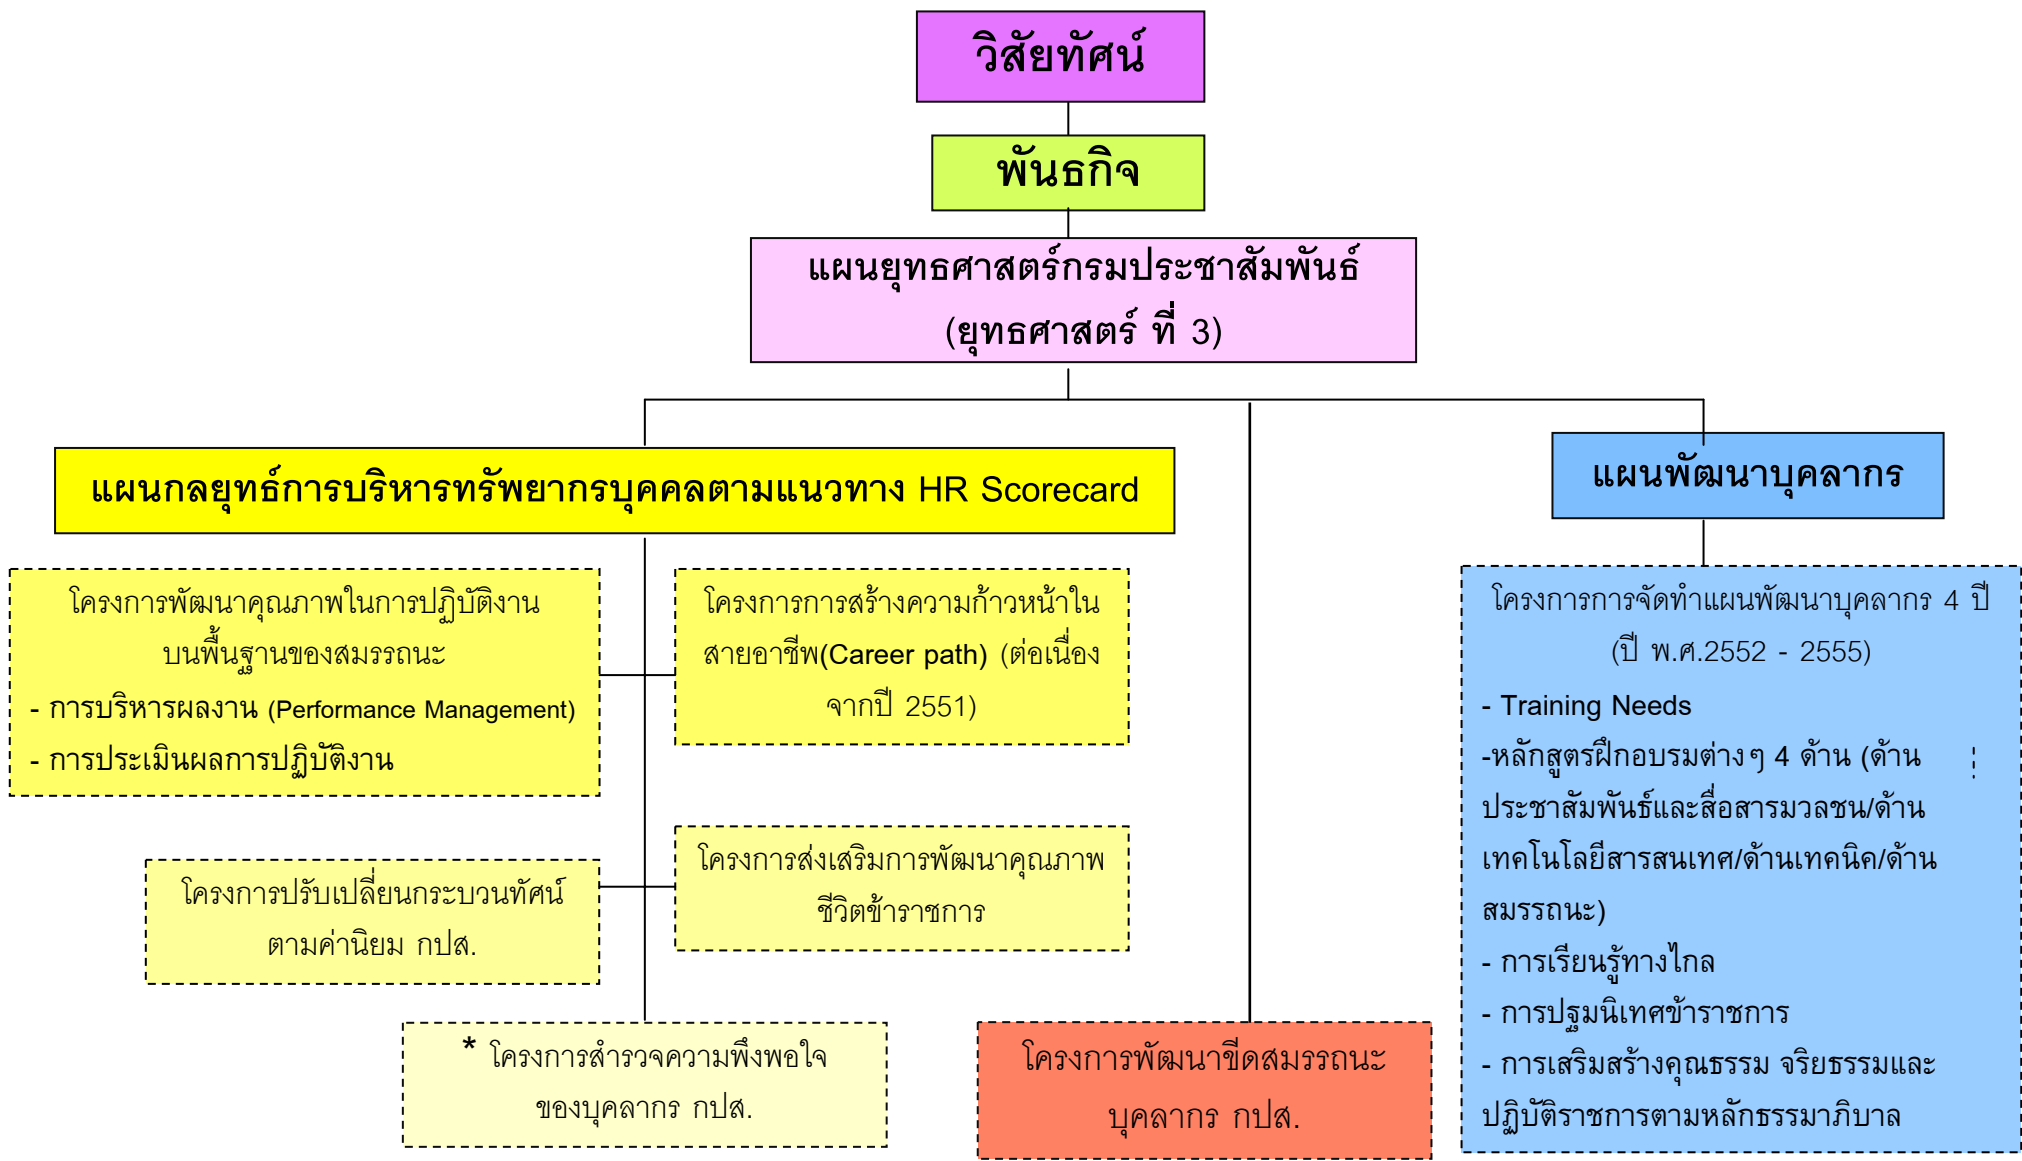 วิสัยทัศน์
พันธกิจ
แผนยุทธศาสตร์กรมประชาสัมพันธ์
(ยุทธศาสตร์ ที่ 3)
แผนกลยุทธ์การบริหารทรัพยากรบุคคลตามแนวทาง HR Scorecard
โครงการพัฒนาคุณภาพในการปฏิบัติงาน
บนพื้นฐานของสมรรถนะ
- การบริหารผลงาน (Performance Management)
- การประเมินผลการปฏิบัติงาน
โครงการการสร้างความก้าวหน้าใน
สายอาชีพ(Career path) (ต่อเนื่อง
จากปี 2551)
โครงการปรับเปลี่ยนกระบวนทัศน์
ตามค่านิยม กปส.
โครงการส่งเสริมการพัฒนาคุณภาพ
ชีวิตข้าราชการ
* โครงการสำรวจความพึงพอใจ
ของบุคลากร กปส.
โครงการพัฒนาขีดสมรรถนะ
บุคลากร กปส.
แผนพัฒนาบุคลากร
โครงการการจัดทำแผนพัฒนาบุคลากร 4 ปี
(ปี พ.ศ.2552 - 2555)
- Training Needs
-หลักสูตรฝึกอบรมต่างๆ 4 ด้าน (ด้าน
ประชาสัมพันธ์และสื่อสารมวลชน/ด้าน
เทคโนโลยีสารสนเทศ/ด้านเทคนิค/ด้าน
สมรรถนะ)
- การเรียนรู้ทางไกล
- การปฐมนิเทศข้าราชการ
- การเสริมสร้างคุณธรรม จริยธรรมและ
ปฏิบัติราชการตามหลักธรรมาภิบาล